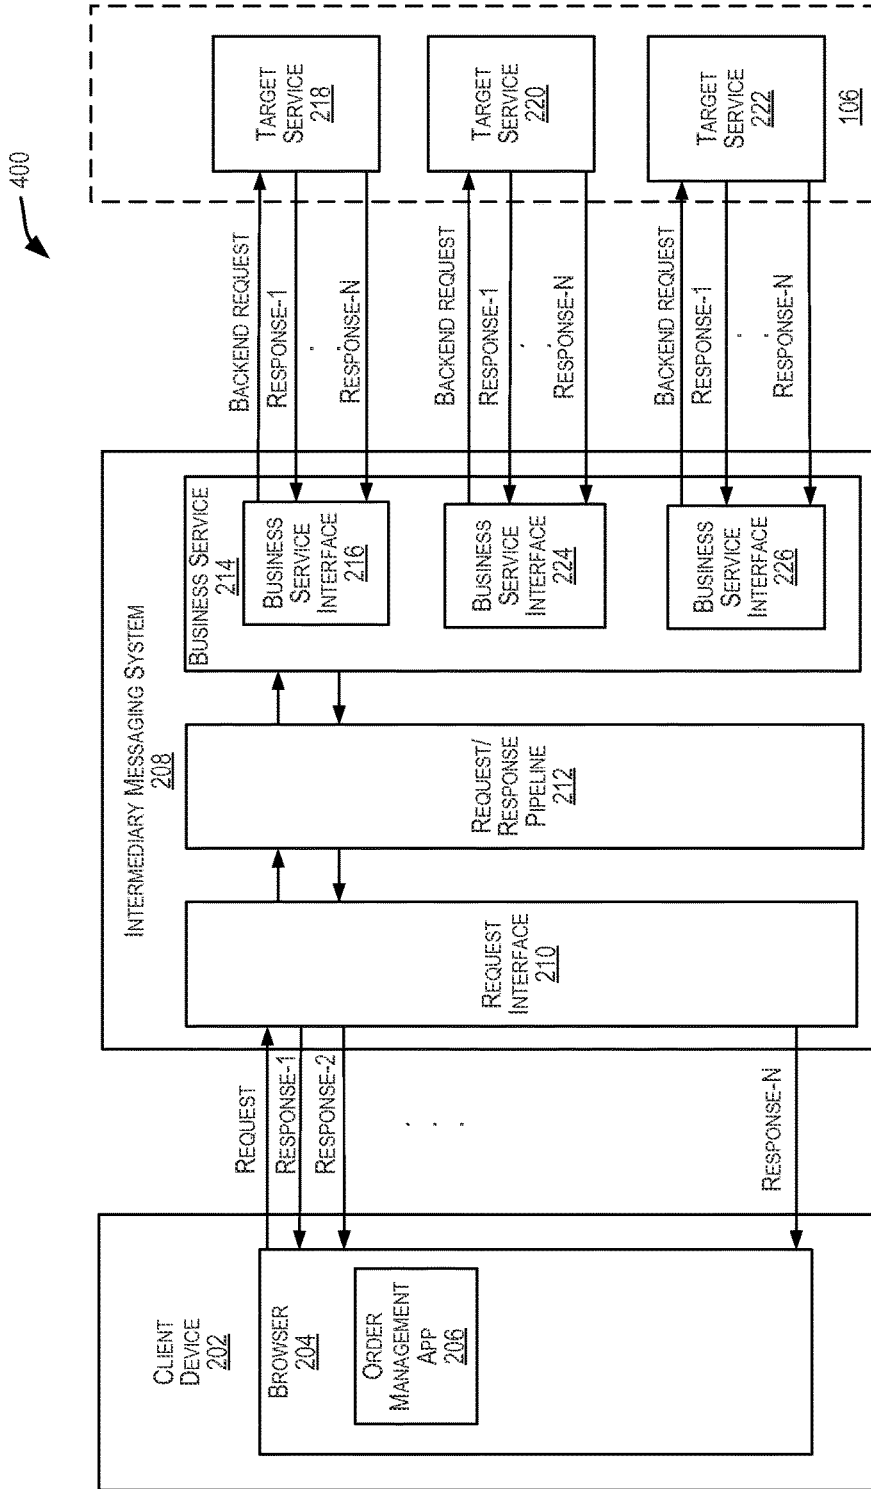 400
CLIENT
DEVICE
202
BROWSER
204
ORDER
MANAGEMENT
APP
206
REQUEST
RESPONSE-1
RESPONSE-2
RESPONSE-N
INTERMEDIARY MESSAGING SYSTEM
208
REQUEST
INTERFACE
210
REQUEST/
RESPONSE
PIPELINE
212
BUSINESS SERVICE
214
BUSINESS
SERVICE
INTERFACE
216
BUSINESS
SERVICE
INTERFACE
224
BUSINESS
SERVICE
INTERFACE
226
BACKEND REQUEST
RESPONSE-1
RESPONSE-N
BACKEND REQUEST
RESPONSE-1
RESPONSE-N
BACKEND REQUEST
RESPONSE-1
RESPONSE-N
TARGET
SERVICE
218
TARGET
SERVICE
220
TARGET
SERVICE
222
106